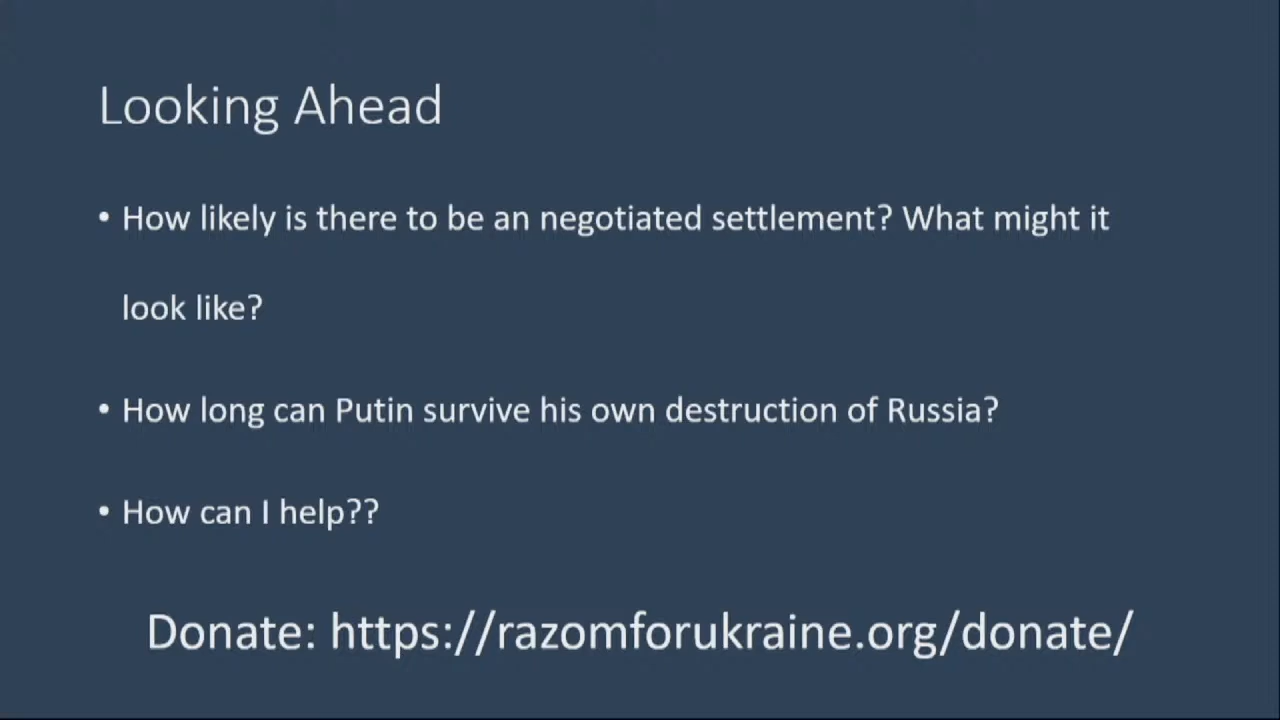 Looking Ahead
• How likely is there to be an negotiated settlement? What might it
look like?
• How long can Putin survive his own destruction of Russia?
• How can I help??
Donate: https://razomforukraine.org/donate/